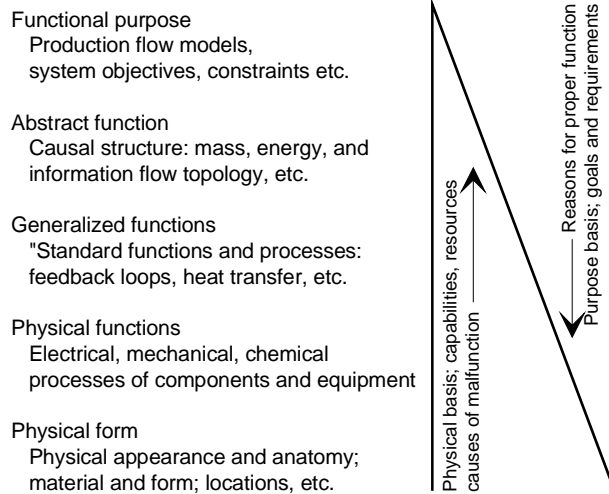 Functional purpose
Production flow models,
system objectives, constraints etc.
Abstract function
Causal structure: mass, energy, and
information flow topology, etc.
Generalized functions
"Standard functions and processes:
feedback loops, heat transfer, etc.
Physical functions
Electrical, mechanical, chemical
processes of components and equipment
Physical form
Physical appearance and anatomy;
material and form; locations, etc.
Physical basis; capabilities, resources
causes of malfunction
Reasons for proper function
Purpose basis; goals and requirements